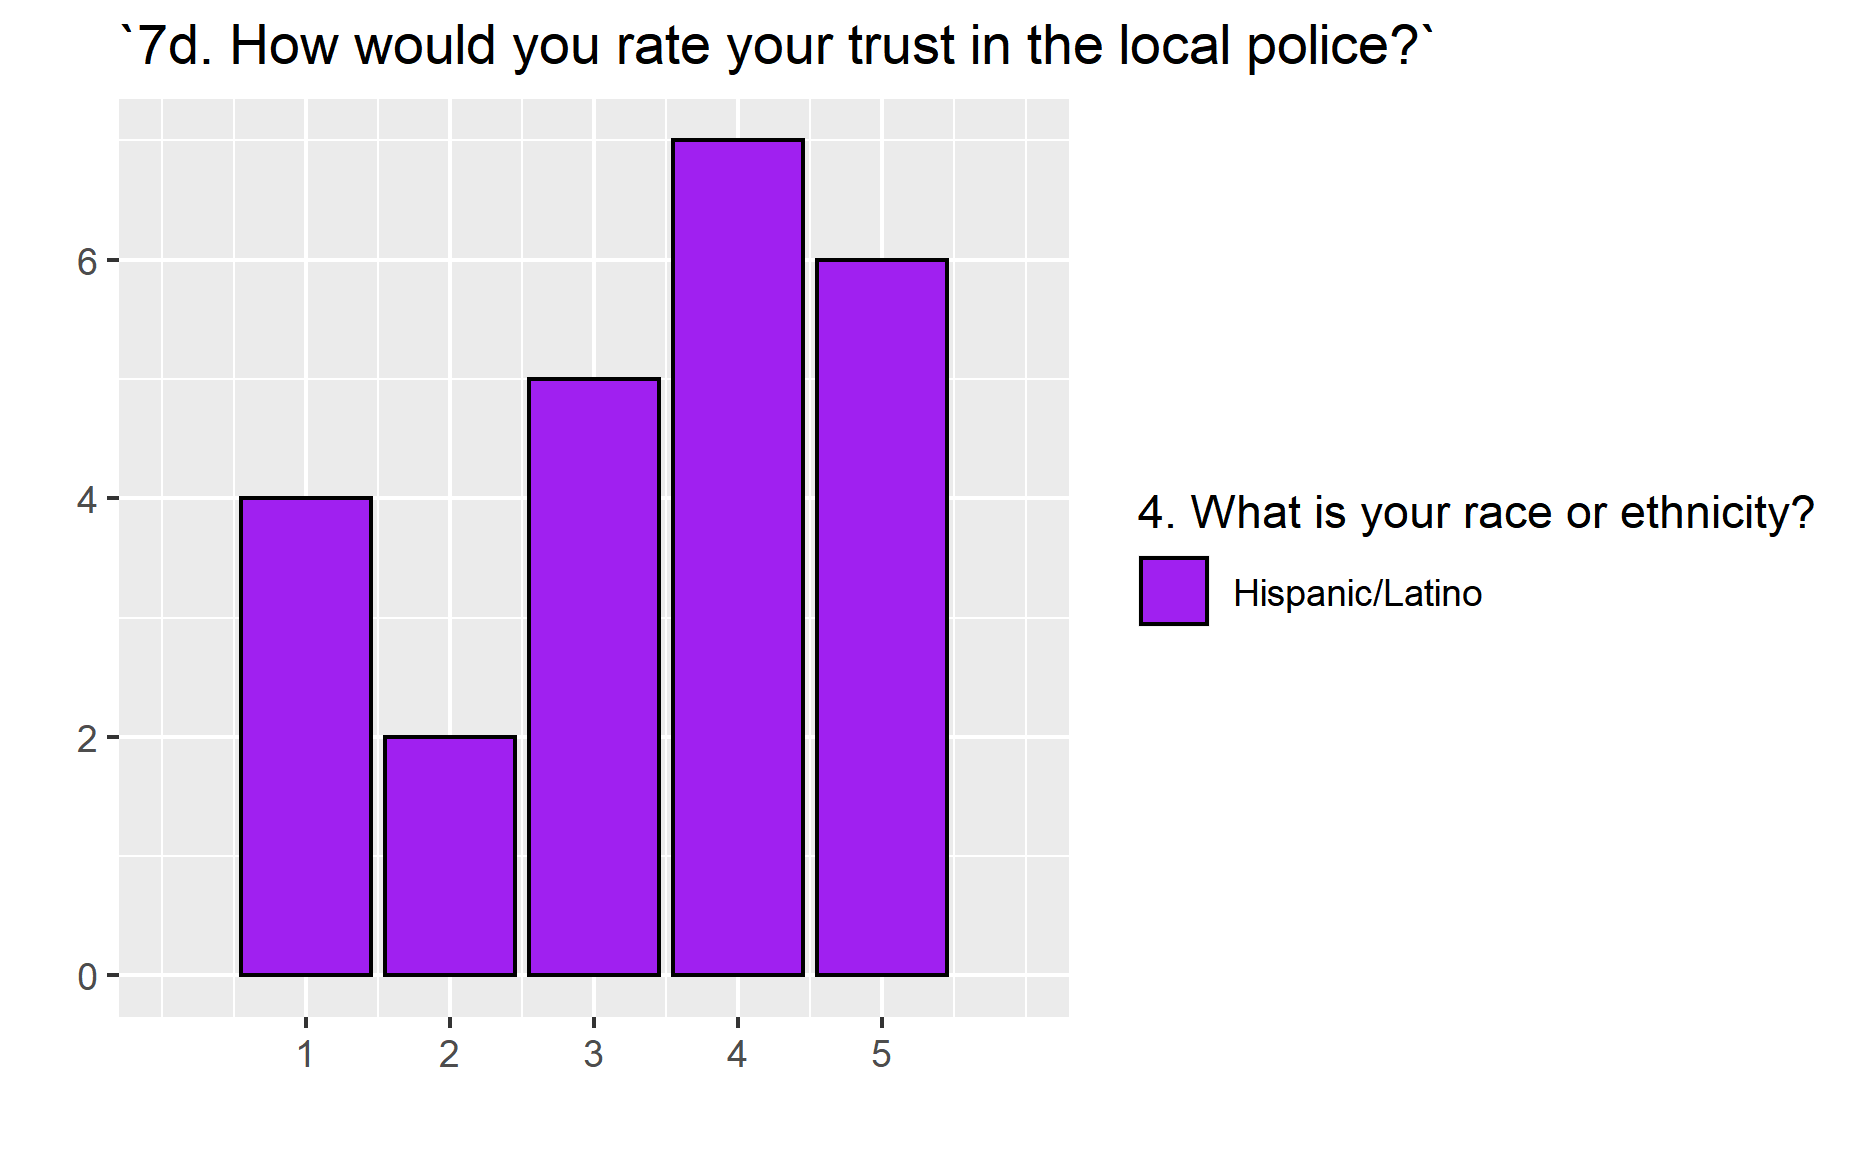 `7d. How would you rate your trust in the local police?`
6
4
2
0
1 2 3 4 5
4. What is your race or ethnicity?
Hispanic/Latino